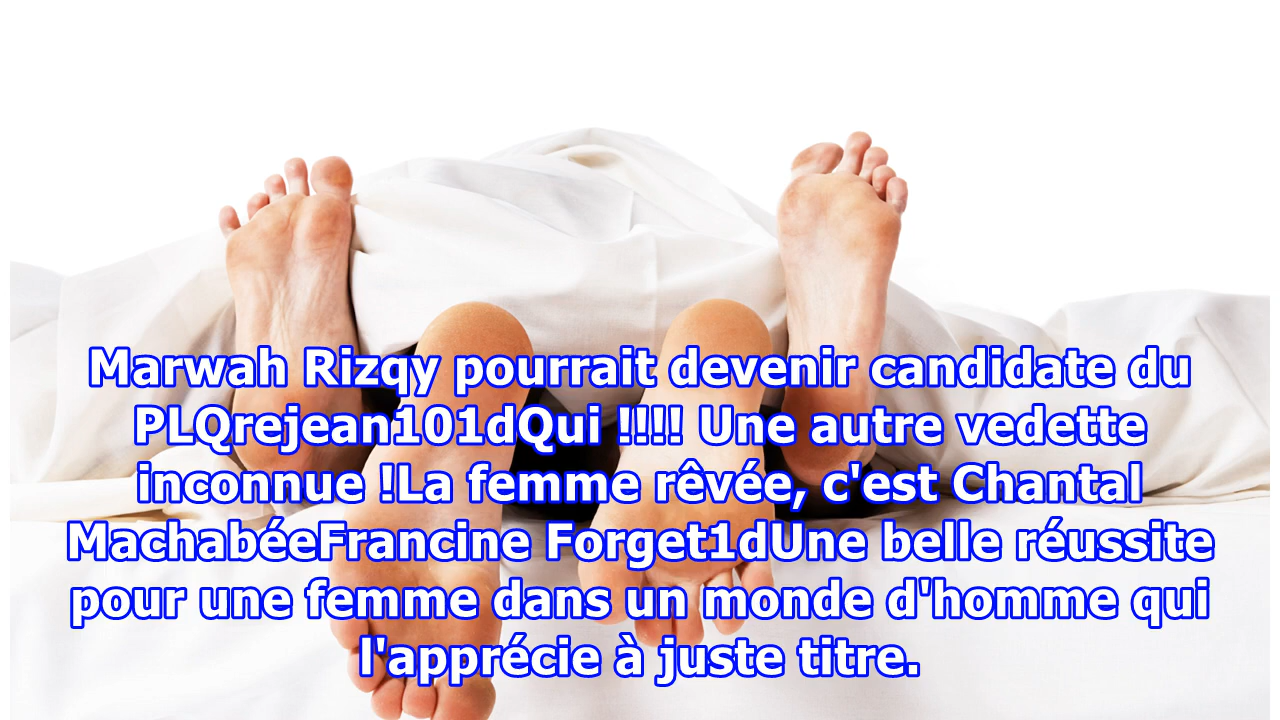 Marwah Rizqy pourrait devenir candidate du
PLQrejean101dQui !!!! Une autre vedette
inconnue !La femme rêvée, c'est Chantal
MachabéeFrancine Forget1dUne belle réussite
pour une femme dans un monde d'homme qui
l'apprécie à juste titre.